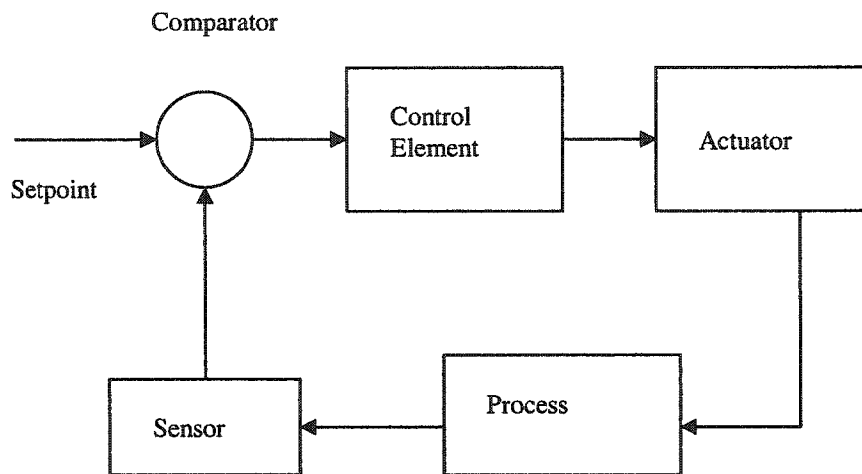 Comparator
Control
Element
Actuator
Setpoint
Process
Sensor